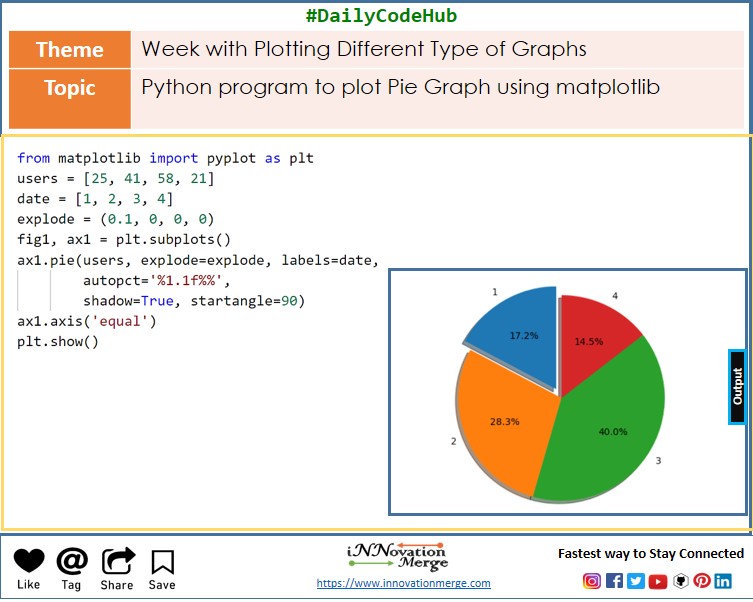 #DailyCodeHub
Theme
Week with Plotting Different Type of Graphs
Topic
Python program to plot Pie Graph using matplotlib
from matplotlib import pyplot as plt
users = [25, 41, 58, 21]
date = [1, 2, 3, 4]
explode = (0.1, 0, 0, 0)
fig1, ax1 = plt.subplots()
ax1.pie(users, explode=explode, labels=date,
autopct='%1.1f%%',
shadow=True, startangle=90)
ax1.axis('equal')
plt.show()
1
4
17.2%
14.5%
28.3%
40.0%
2
3
Output
Like
Tag
Share
Save
iNNovation
Merge
https://www.innovationmerge.com
Fastest way to Stay Connected